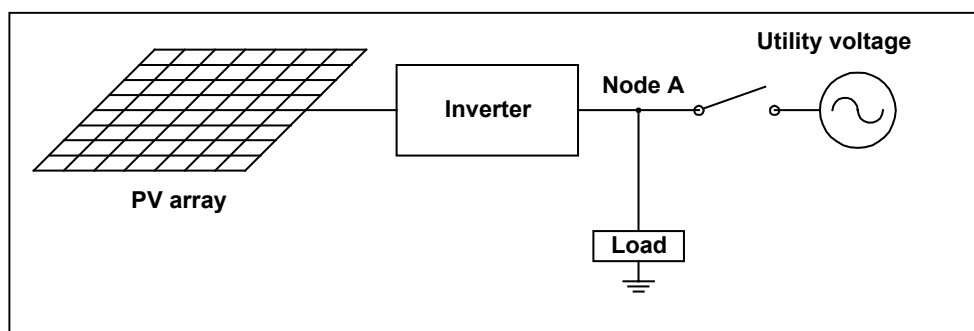 Utility voltage
Node A
Inverter
PV array
Load